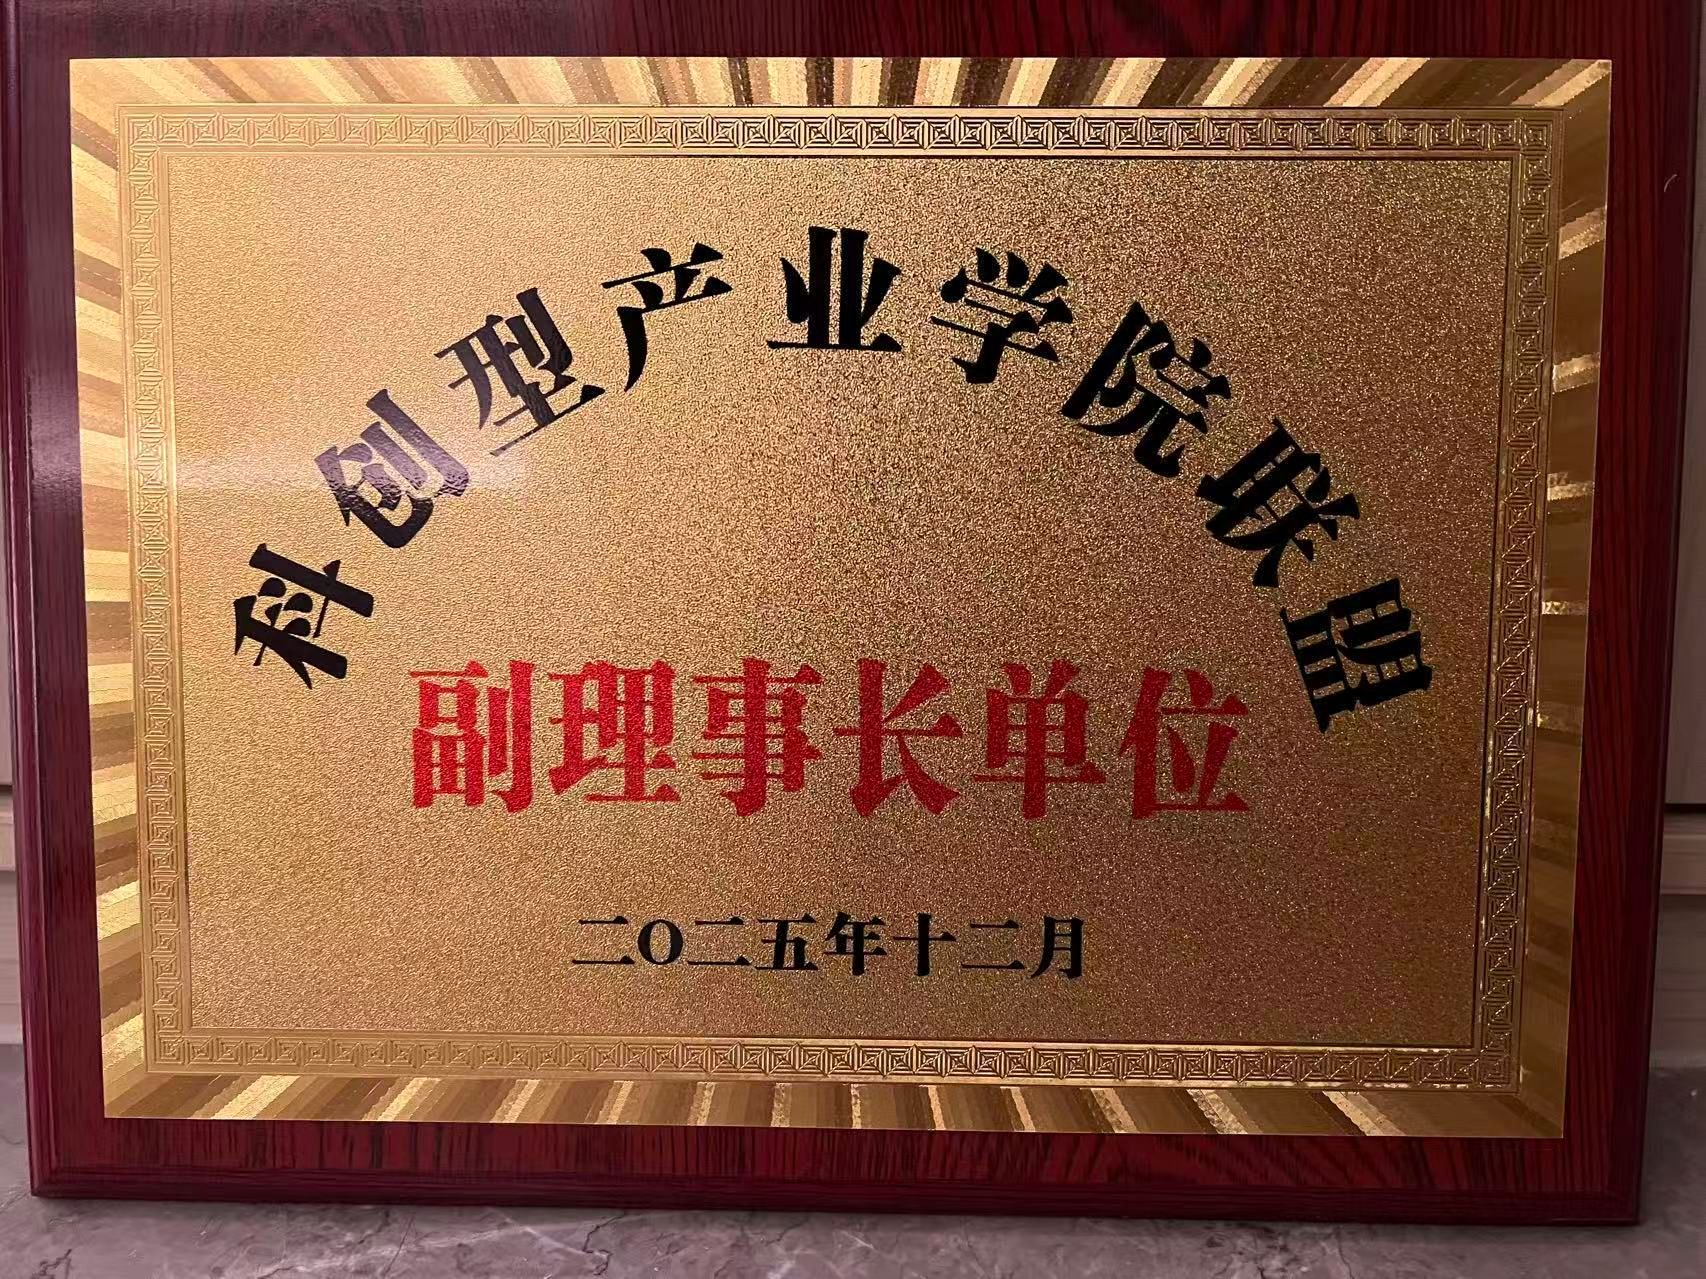 科创型产业学院联盟
副理事长单位
二O二五年十二月